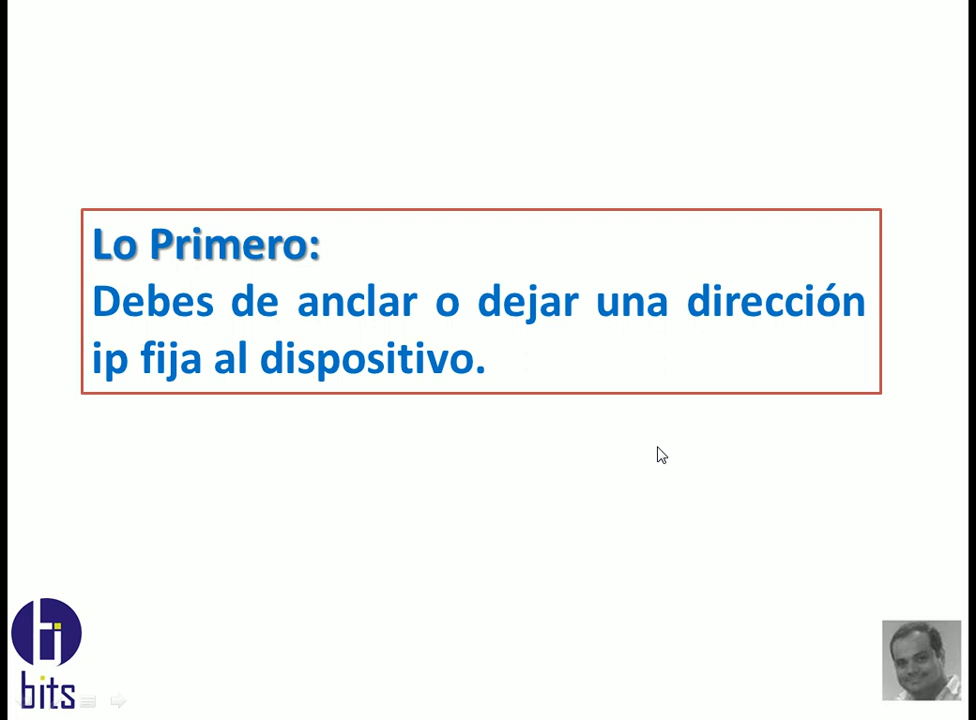 Lo Primero:
Debes de anclar o dejar una dirección
ip fija al dispositivo.
bits